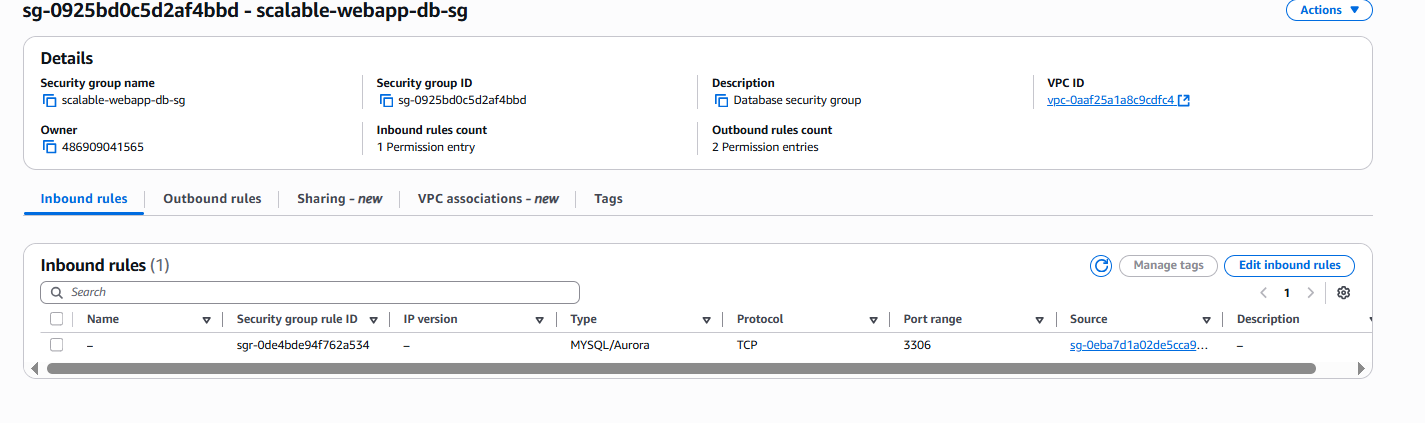 sg-0925bd0c5d2af4bbd - scalable-webapp-db-sg
Actions
Details
Security group name
scalable-webapp-db-sg
Security group ID
sg-0925bd0c5d2af4bbd
Description
Database security group
VPC ID
vpc-0aaf25a1a8c9cdfc4
Owner
486909041565
Inbound rules count
1 Permission entry
Outbound rules count
2 Permission entries
Inbound rules
Outbound rules
Sharing - new
VPC associations - new
Tags
Inbound rules (1)
Manage tags
Edit inbound rules
Search
1
Name Security group rule ID IP version Type Protocol Port range Source Description
– sgr-0de4bde94f762a534 – MYSQL/Aurora TCP 3306 sg-0eba7d1a02de5cca9... –